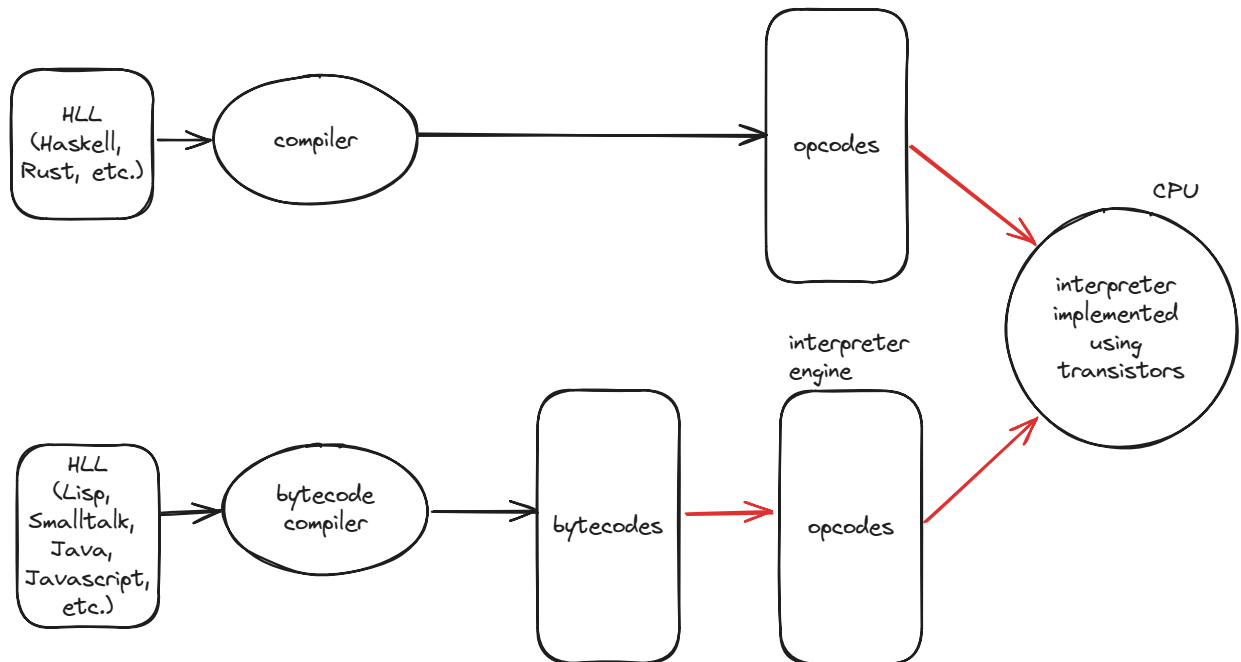 HLL
(Haskell,
Rust, etc.)
compiler
opcodes
CPU
interpreter
implemented
using
transistors
HLL
(Lisp,
Smalltalk,
Java,
Javascript,
etc.)
bytecode
compiler
bytecodes
interpreter
engine
opcodes